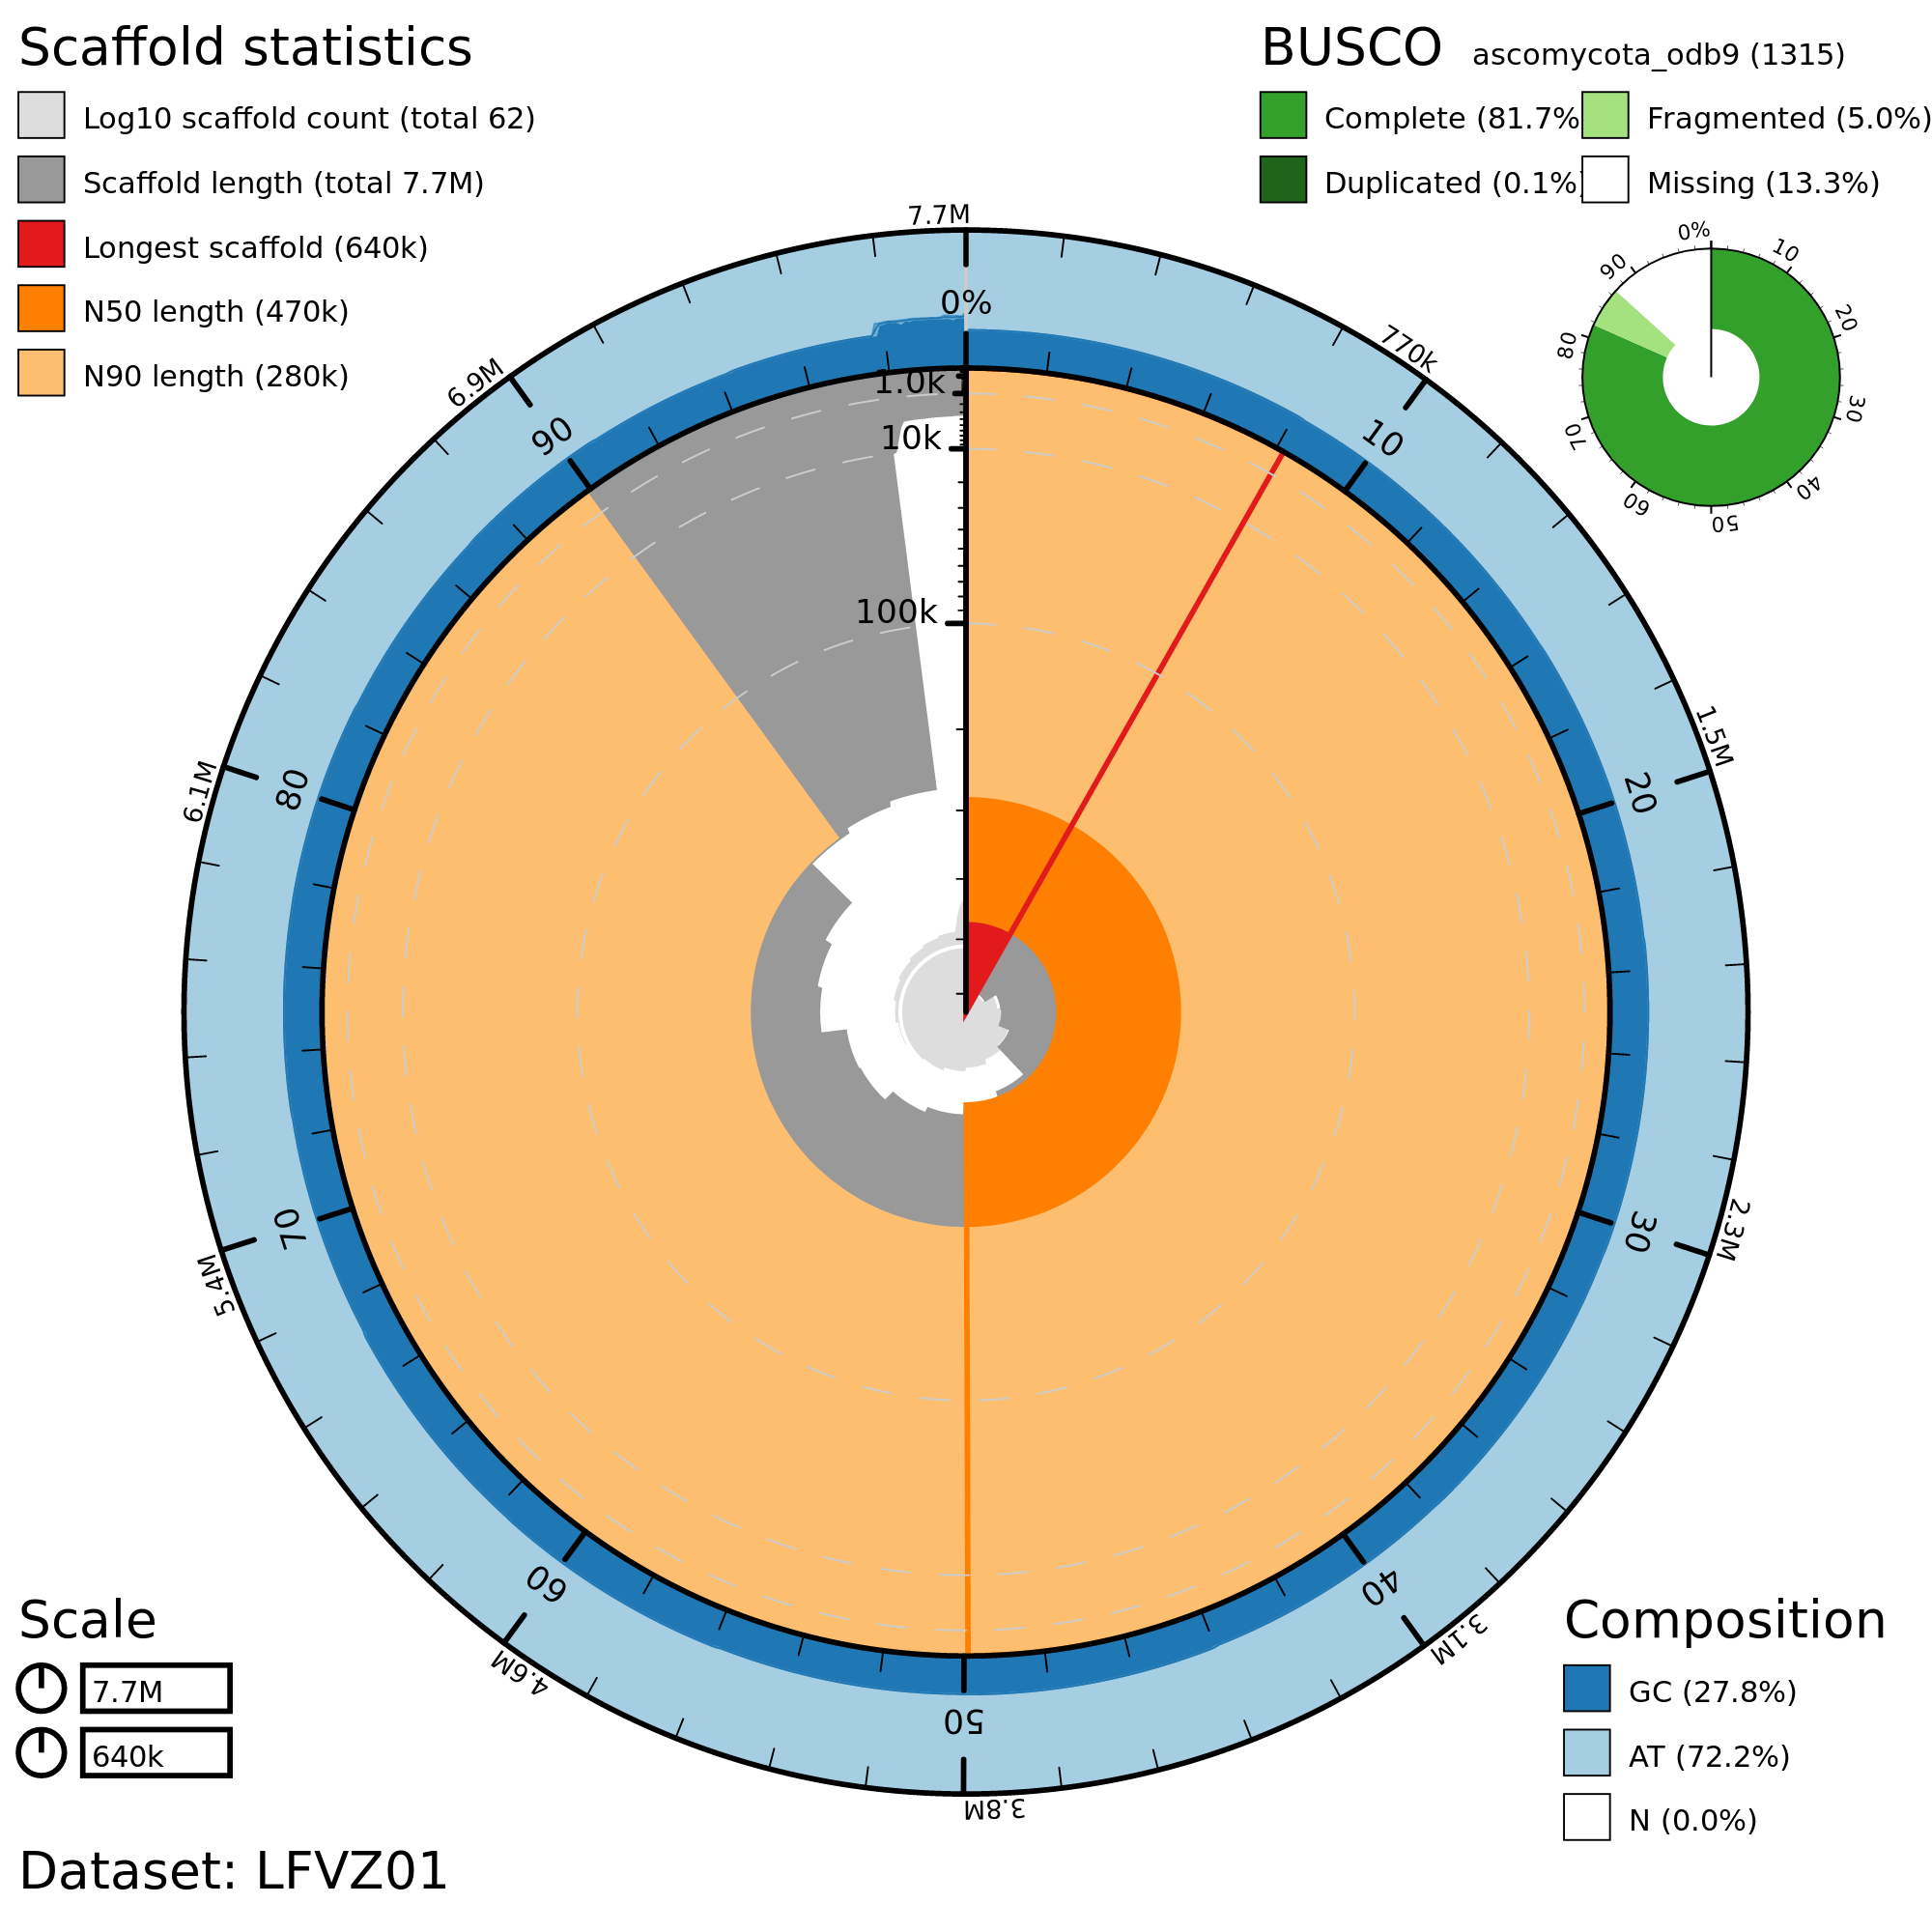 Scaffold statistics
Log10 scaffold count (total 62)
Scaffold length (total 7.7M)
Longest scaffold (640k)
N50 length (470k)
N90 length (280k)
BUSCO ascomycota_odb9 (1315)
Complete (81.7%
Fragmented (5.0%)
Duplicated (0.1%)
Missing (13.3%)
0%
10
20
30
40
50
60
70
80
90
7.7M
770k
1.5M
2.3M
3.1M
3.8M
4.6M
5.4M
6.1M
6.9M
0%
10
20
30
40
50
60
70
80
90
1.0k
10k
100k
Scale
7.7M
640k
Composition
GC (27.8%)
AT (72.2%)
N (0.0%)
Dataset: LFVZ01